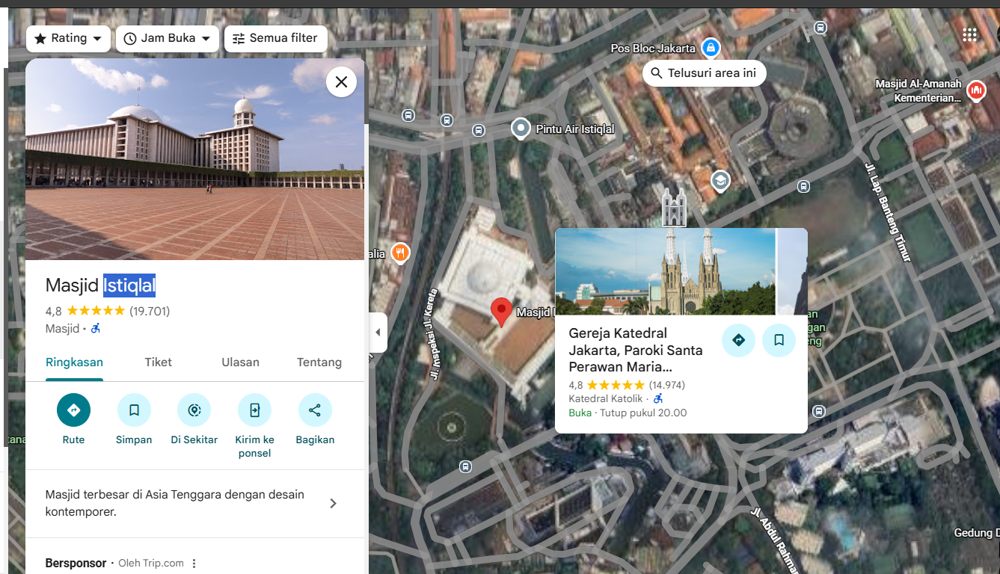 Rating
Jam Buka
Semua filter
Masjid Istiqlal
4,8
(19.701)
Masjid ·
Ringkasan
Tiket
Ulasan
Tentang
Rute
Simpan
Di Sekitar
Kirim ke
ponsel
Bagikan
Masjid terbesar di Asia Tenggara dengan desain
kontemporer.
Bersponsor · Oleh Trip.com
Pos Bloc Jakarta
Telusuri area ini
Masjid Al-Amanah
Kementerian...
Pintu Air Istiqlal
Jl. Lap. Banteng Timur
Jl. Inspeksi Jl. Kereta
Masjid
Gereja Katedral
Jakarta, Paroki Santa
Perawan Maria...
4,8
(14.974)
Katedral Katolik ·
Buka · Tutup pukul 20.00
Jl. Abdul Rahma
Gedung D